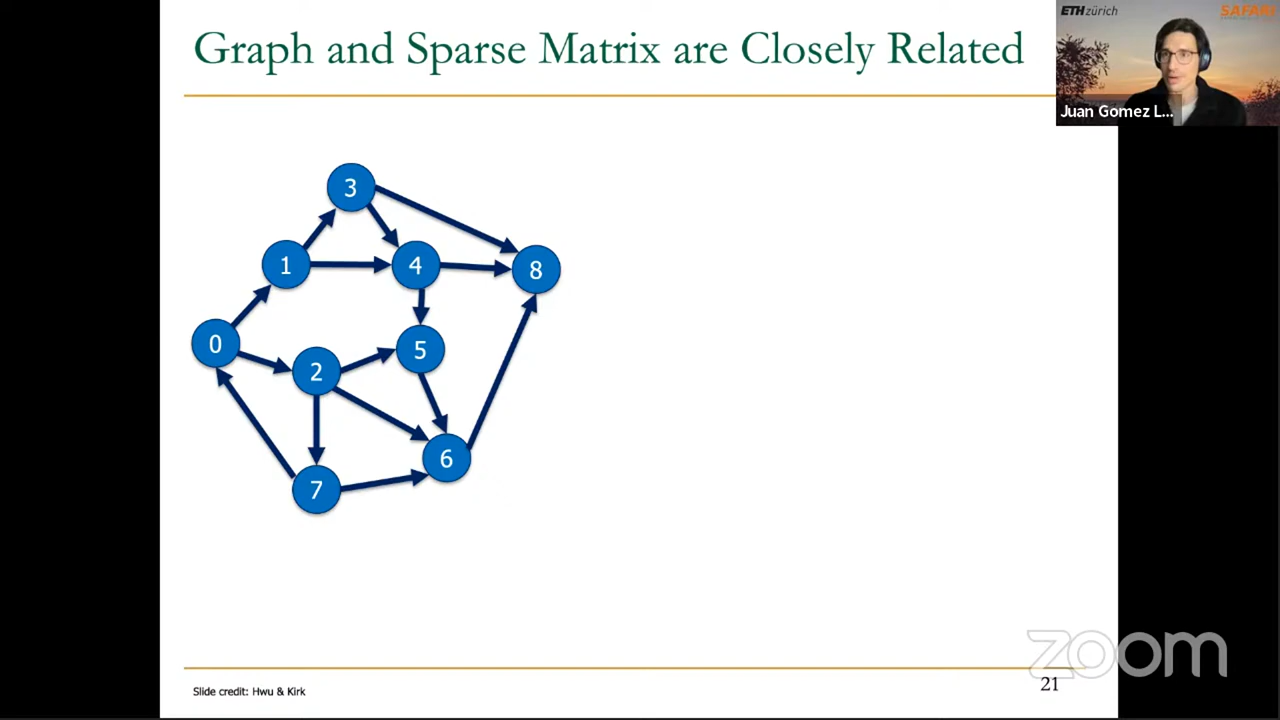 Graph and Sparse Matrix are Closely Related
ETH zürich
SAFARI
Juan Gomez L...
3
1
4
8
0
2
5
6
7
zoom
Slide credit: Hwu & Kirk
21